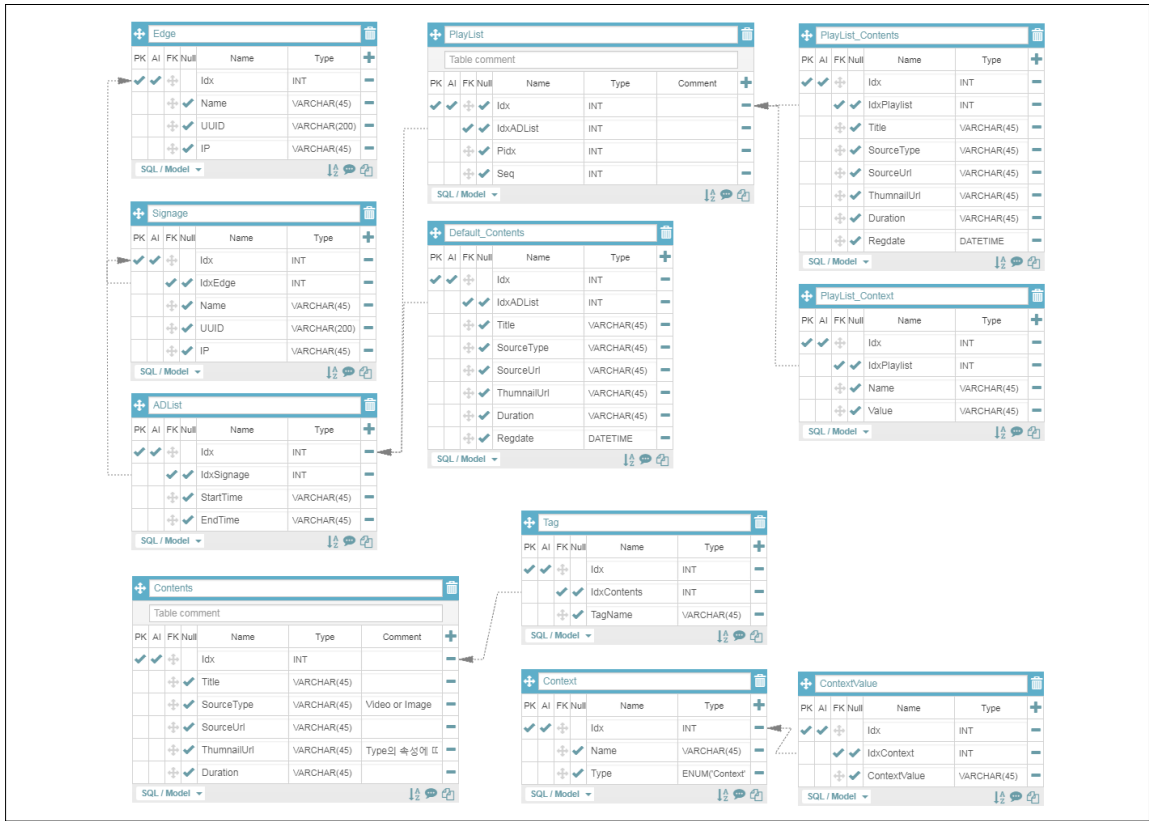 Edge
PK AI FK Null Name Type
Idx INT
Name VARCHAR(45)
UUID VARCHAR(200)
IP VARCHAR(45)
SQL / Model
Signage
PK AI FK Null Name Type
Idx INT
IdxEdge INT
Name VARCHAR(45)
UUID VARCHAR(200)
IP VARCHAR(45)
SQL / Model
ADList
PK AI FK Null Name Type
Idx INT
IdxSignage INT
StartTime VARCHAR(45)
EndTime VARCHAR(45)
SQL / Model
PlayList
Table comment
PK AI FK Null Name Type Comment
Idx INT
IdxADList INT
Pidx INT
Seq INT
SQL / Model
Default_Contents
PK AI FK Null Name Type
Idx INT
IdxADList INT
Title VARCHAR(45)
SourceType VARCHAR(45)
SourceUrl VARCHAR(45)
ThumnailUrl VARCHAR(45)
Duration VARCHAR(45)
Regdate DATETIME
SQL / Model
PlayList_Contents
PK AI FK Null Name Type
Idx INT
IdxPlaylist INT
Title VARCHAR(45)
SourceType VARCHAR(45)
SourceUrl VARCHAR(45)
ThumnailUrl VARCHAR(45)
Duration VARCHAR(45)
Regdate DATETIME
SQL / Model
PlayList_Context
PK AI FK Null Name Type
Idx INT
IdxPlaylist INT
Name VARCHAR(45)
Value VARCHAR(45)
SQL / Model
Contents
Table comment
PK AI FK Null Name Type Comment
Idx INT
Title VARCHAR(45)
SourceType VARCHAR(45) Video or Image
SourceUrl VARCHAR(45)
ThumnailUrl VARCHAR(45) Type의 속성에
Duration VARCHAR(45)
SQL / Model
Tag
PK AI FK Null Name Type
Idx INT
IdxContents INT
TagName VARCHAR(45)
SQL / Model
Context
PK AI FK Null Name Type
Idx INT
Name VARCHAR(45)
Type ENUM('Context'
SQL / Model
ContextValue
PK AI FK Null Name Type
Idx INT
IdxContext INT
ContextValue VARCHAR(45)
SQL / Model